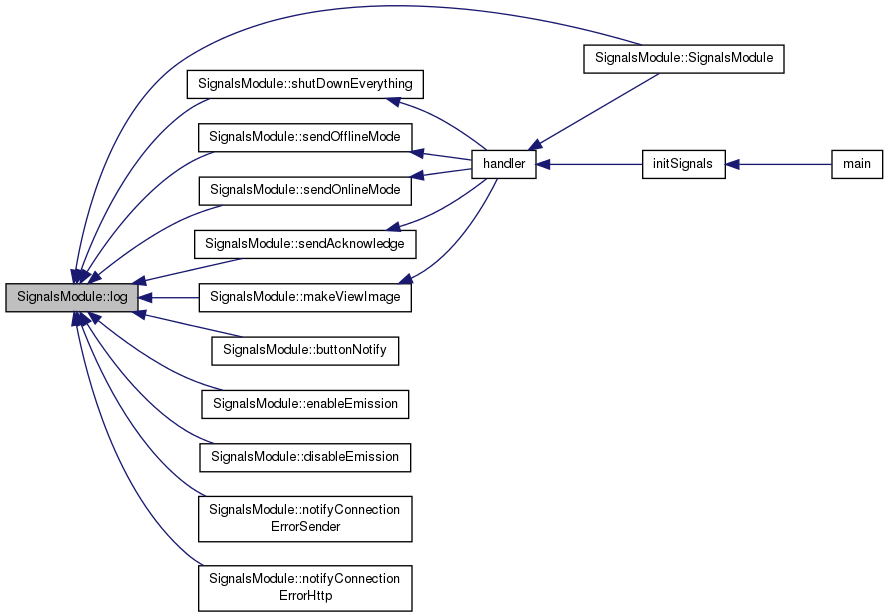 SignalsModule::SignalsModule
SignalsModule::shutDownEverything
SignalsModule::sendOfflineMode
handler
initSignals
main
SignalsModule::sendOnlineMode
SignalsModule::sendAcknowledge
SignalsModule::log
SignalsModule::makeViewImage
SignalsModule::buttonNotify
SignalsModule::enableEmission
SignalsModule::disableEmission
SignalsModule::notifyConnection
ErrorSender
SignalsModule::notifyConnection
ErrorHttp